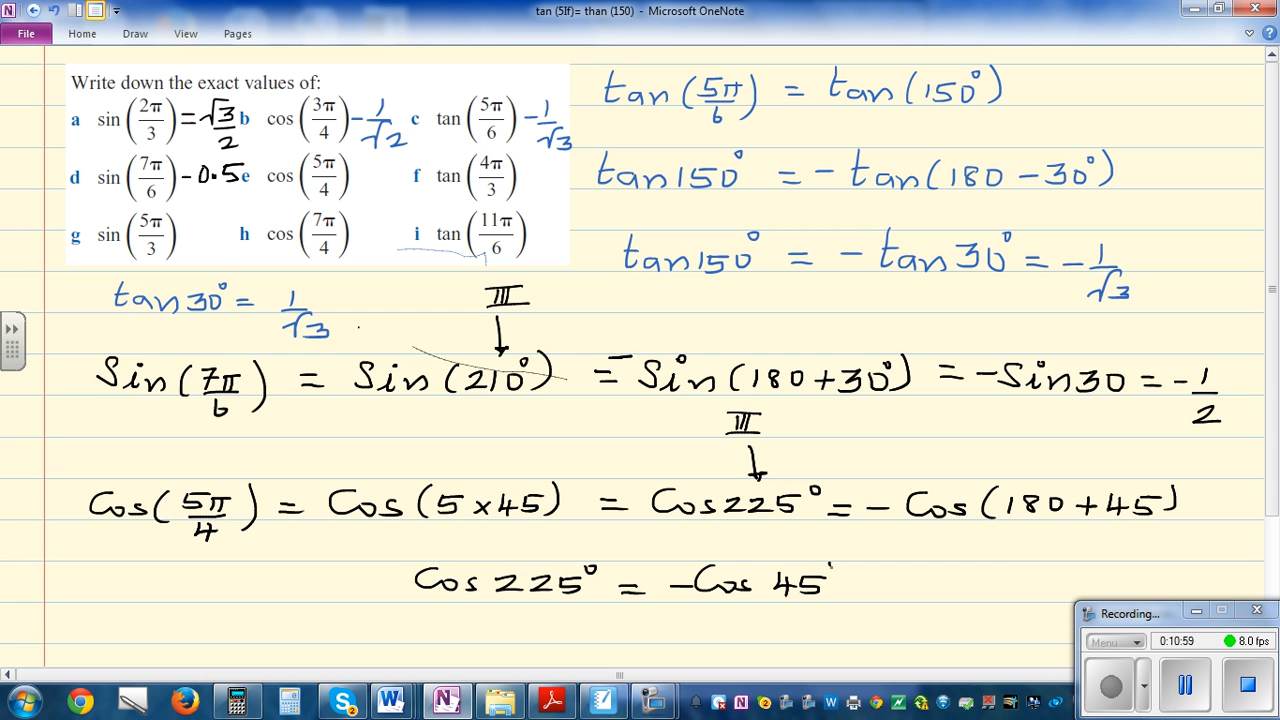 tan (5If)= than (150) - Microsoft OneNote
File Home Draw View Pages
Write down the exact values of:
a sin (2π/3) = √3/2 b cos (3π/4) -1/√2 c tan (5π/6) -1/√3
d sin (7π/6) -0.5 e cos (5π/4) f tan (4π/3)
g sin (5π/3) h cos (7π/4) i tan (11π/6)
tan (5π/6) = tan (150°)
tan 150° = - tan (180 - 30°)
tan 150° = - tan 30° = - 1/√3
tan 30° = 1/√3
III
Sin (7π/6) = Sin (210°) = - Sin (180 + 30°) = - Sin 30 = - 1/2
III
Cos (5π/4) = Cos (5 × 45) = Cos 225° = - Cos (180 + 45)
Cos 225° = - Cos 45°
Recording...
Menu 0:10:59 8.0 fps